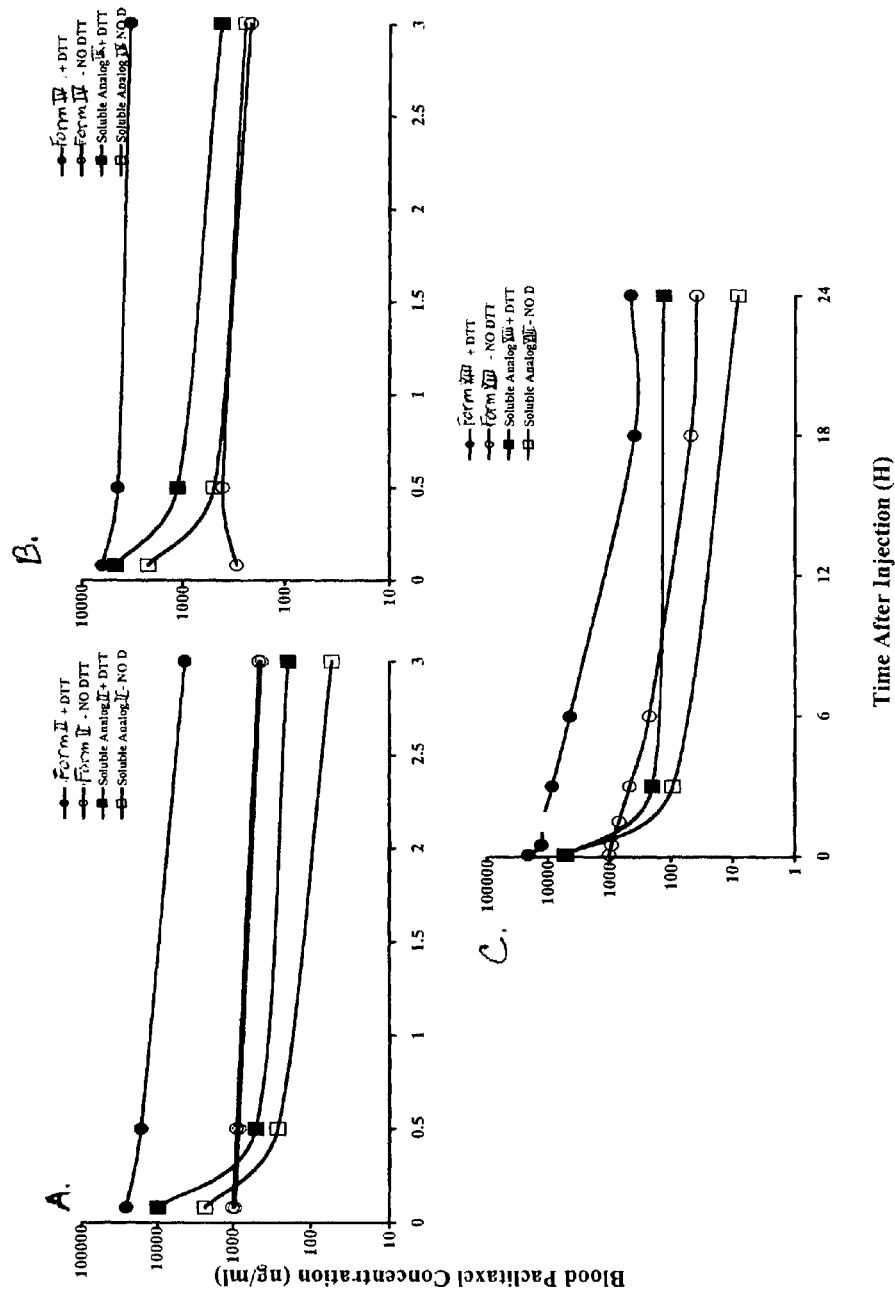 A.
Form II + DTT
Form II - NO DTT
Soluble Analog II + DTT
Soluble Analog II - NO D
100000
10000
1000
100
10
0
0.5
1
1.5
2
2.5
3
B.
Form IV . + DTT
Form IV - NO DTT
Soluble Analog IV + DTT
Soluble Analog IV NO D
10000
1000
100
10
0
0.5
1
1.5
2
2.5
3
C.
Form XIII + DTT
Form XIII - NO DTT
Soluble Analog XIII + DTT
Soluble Analog XIII - NO D
100000
10000
1000
100
10
1
0
6
12
18
24
Blood Paclitaxel Concentration (ng/ml)
Time After Injection (H)